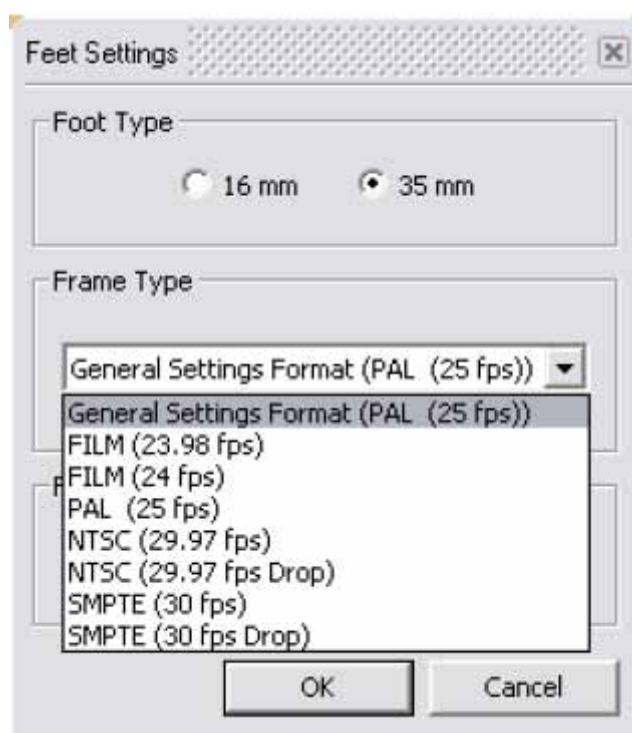 Feet Settings
Foot Type
16 mm 35 mm
Frame Type
General Settings Format (PAL (25 fps))
General Settings Format (PAL (25 fps))
FILM (23.98 fps)
FILM (24 fps)
PAL (25 fps)
NTSC (29.97 fps)
NTSC (29.97 fps Drop)
SMPTE (30 fps)
SMPTE (30 fps Drop)
OK Cancel